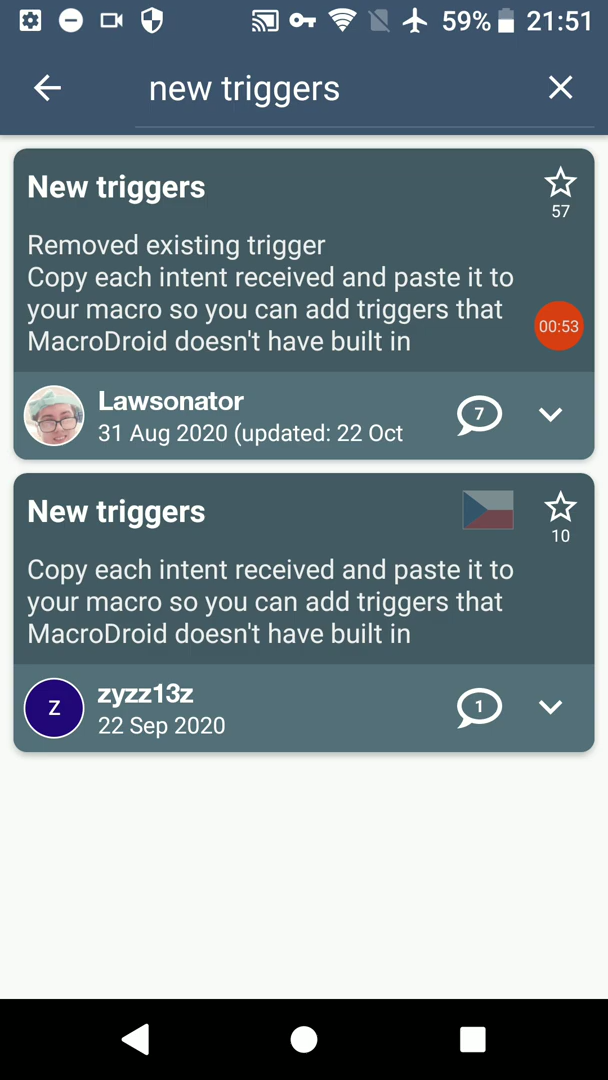 59% 21:51
new triggers
New triggers
57
Removed existing trigger
Copy each intent received and paste it to
your macro so you can add triggers that
MacroDroid doesn't have built in
00:53
Lawsonator
31 Aug 2020 (updated: 22 Oct
7
New triggers
10
Copy each intent received and paste it to
your macro so you can add triggers that
MacroDroid doesn't have built in
Z
zyzz13z
22 Sep 2020
1